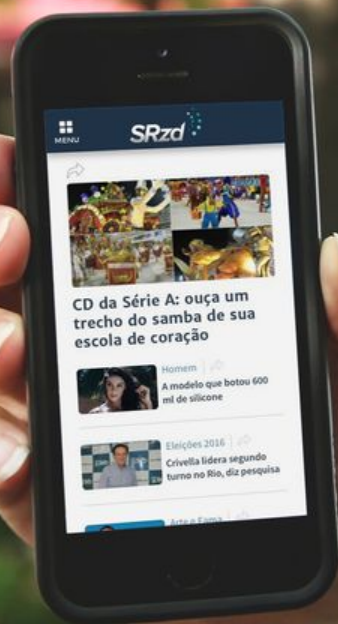 MENU
SRzd
CD da Série A: ouça um
trecho do samba de sua
escola de coração
Homem
A modelo que botou 600
ml de silicone
Eleições 2016
Crivella lidera segundo
turno no Rio, diz pesquisa
Arte e Fama